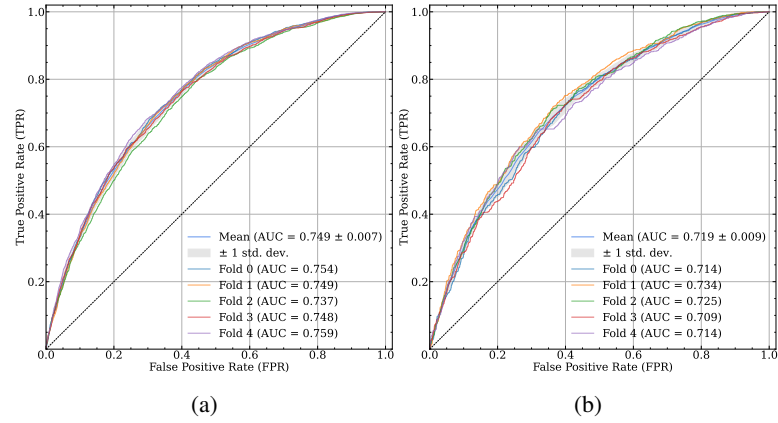 True Positive Rate (TPR)
1.0
0.8
0.6
0.4
0.2
Mean (AUC = 0.749 ± 0.007)
± 1 std. dev.
Fold 0 (AUC = 0.754)
Fold 1 (AUC = 0.749)
Fold 2 (AUC = 0.737)
Fold 3 (AUC = 0.748)
Fold 4 (AUC = 0.759)
0.0 0.2 0.4 0.6 0.8 1.0
False Positive Rate (FPR)
(a)
True Positive Rate (TPR)
1.0
0.8
0.6
0.4
0.2
Mean (AUC = 0.719 ± 0.009)
± 1 std. dev.
Fold 0 (AUC = 0.714)
Fold 1 (AUC = 0.734)
Fold 2 (AUC = 0.725)
Fold 3 (AUC = 0.709)
Fold 4 (AUC = 0.714)
0.0 0.2 0.4 0.6 0.8 1.0
False Positive Rate (FPR)
(b)